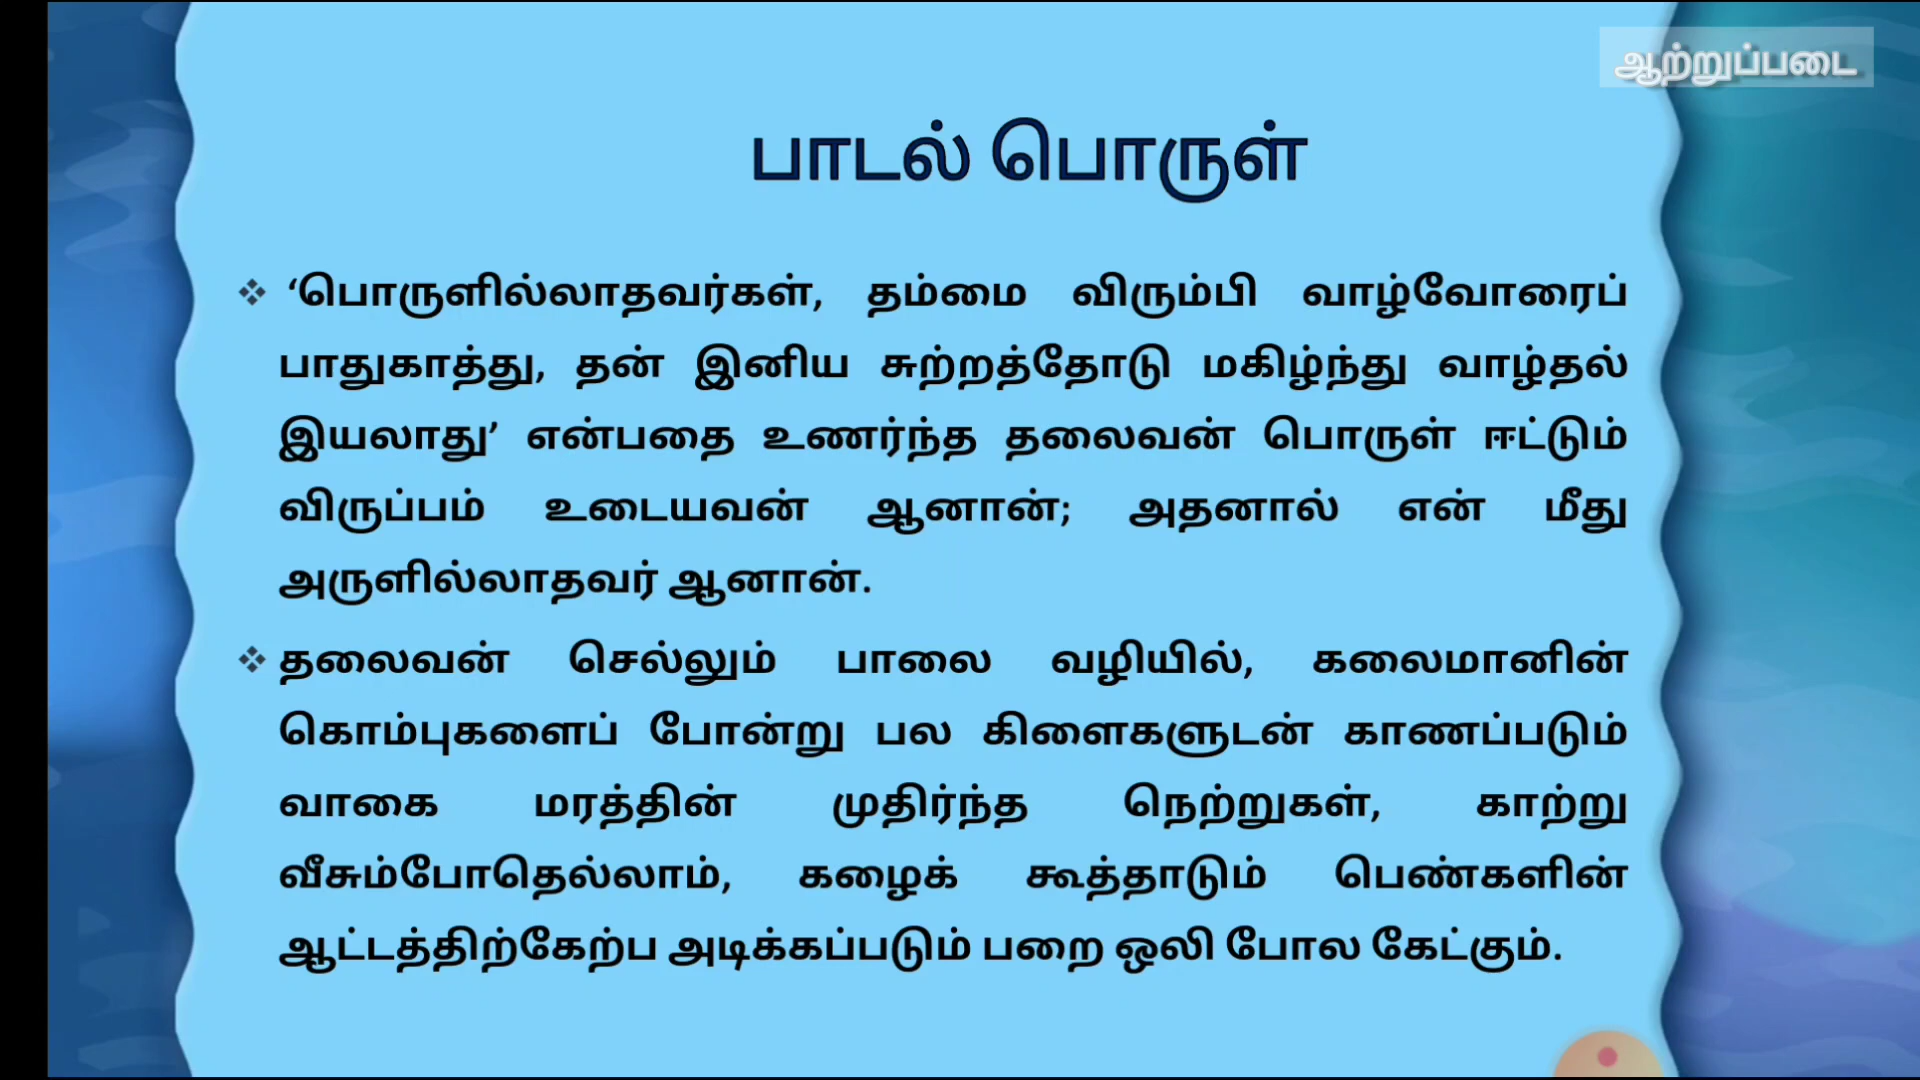 ஆற்றுப்படை
பாடல் பொருள்
❖ ‘பொருளில்லாதவர்கள், தம்மை விரும்பி வாழ்வோரைப்
பாதுகாத்து, தன் இனிய சுற்றத்தோடு மகிழ்ந்து வாழ்தல்
இயலாது’ என்பதை உணர்ந்த தலைவன் பொருள் ஈட்டும்
விருப்பம் உடையவன் ஆனான்; அதனால் என் மீது
அருளில்லாதவர் ஆனான்.
❖ தலைவன் செல்லும் பாலை வழியில், கலைமானின்
கொம்புகளைப் போன்று பல கிளைகளுடன் காணப்படும்
வாகை மரத்தின் முதிர்ந்த நெற்றுகள், காற்று
வீசும்போதெல்லாம், கழைக் கூத்தாடும் பெண்களின்
ஆட்டத்திற்கேற்ப அடிக்கப்படும் பறை ஒலி போல கேட்கும்.